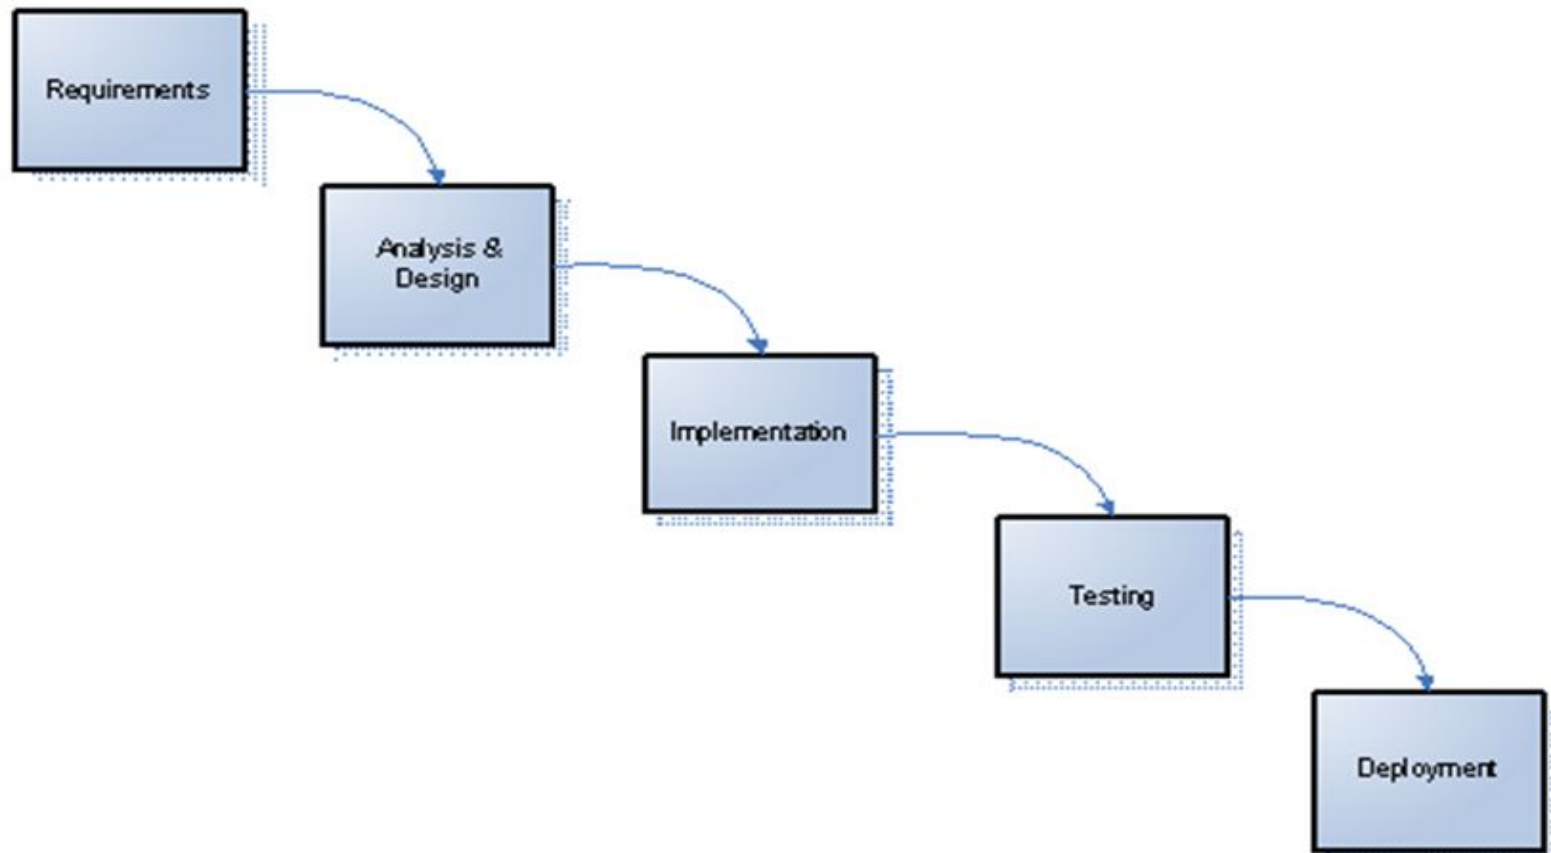 Requirements
Analysis &
Design
Implementation
Testing
Deployment